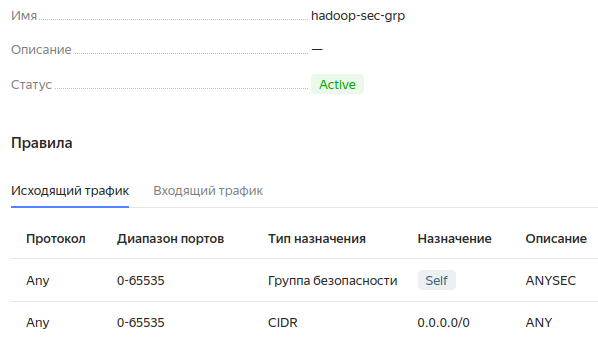 Имя hadoop-sec-grp
Описание —
Статус Active
Правила
Исходящий трафик Входящий трафик
Протокол Диапазон портов Тип назначения Назначение Описание
Any 0-65535 Группа безопасности Self ANYSEC
Any 0-65535 CIDR 0.0.0.0/0 ANY